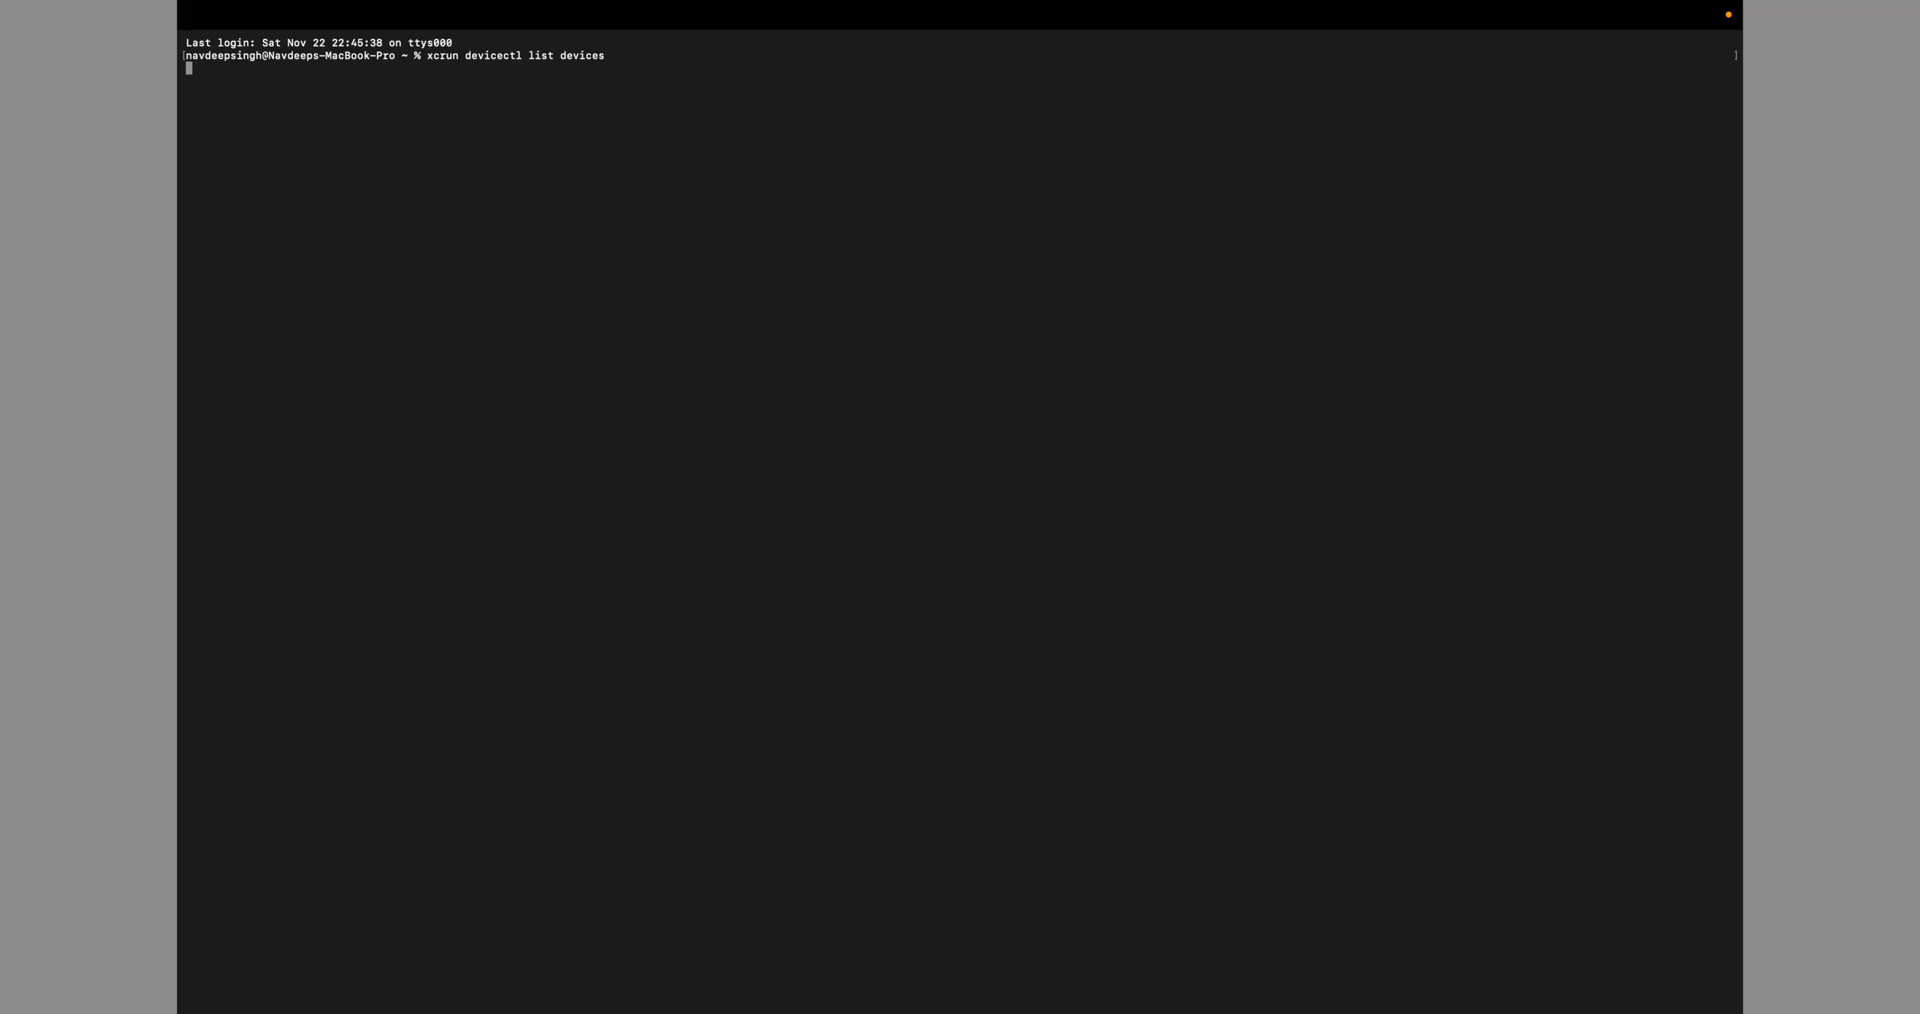 Last login: Sat Nov 22 22:45:38 on ttys000
[navdeepsingh@Navdeeps-MacBook-Pro ~ % xcrun devicectl list devices ]